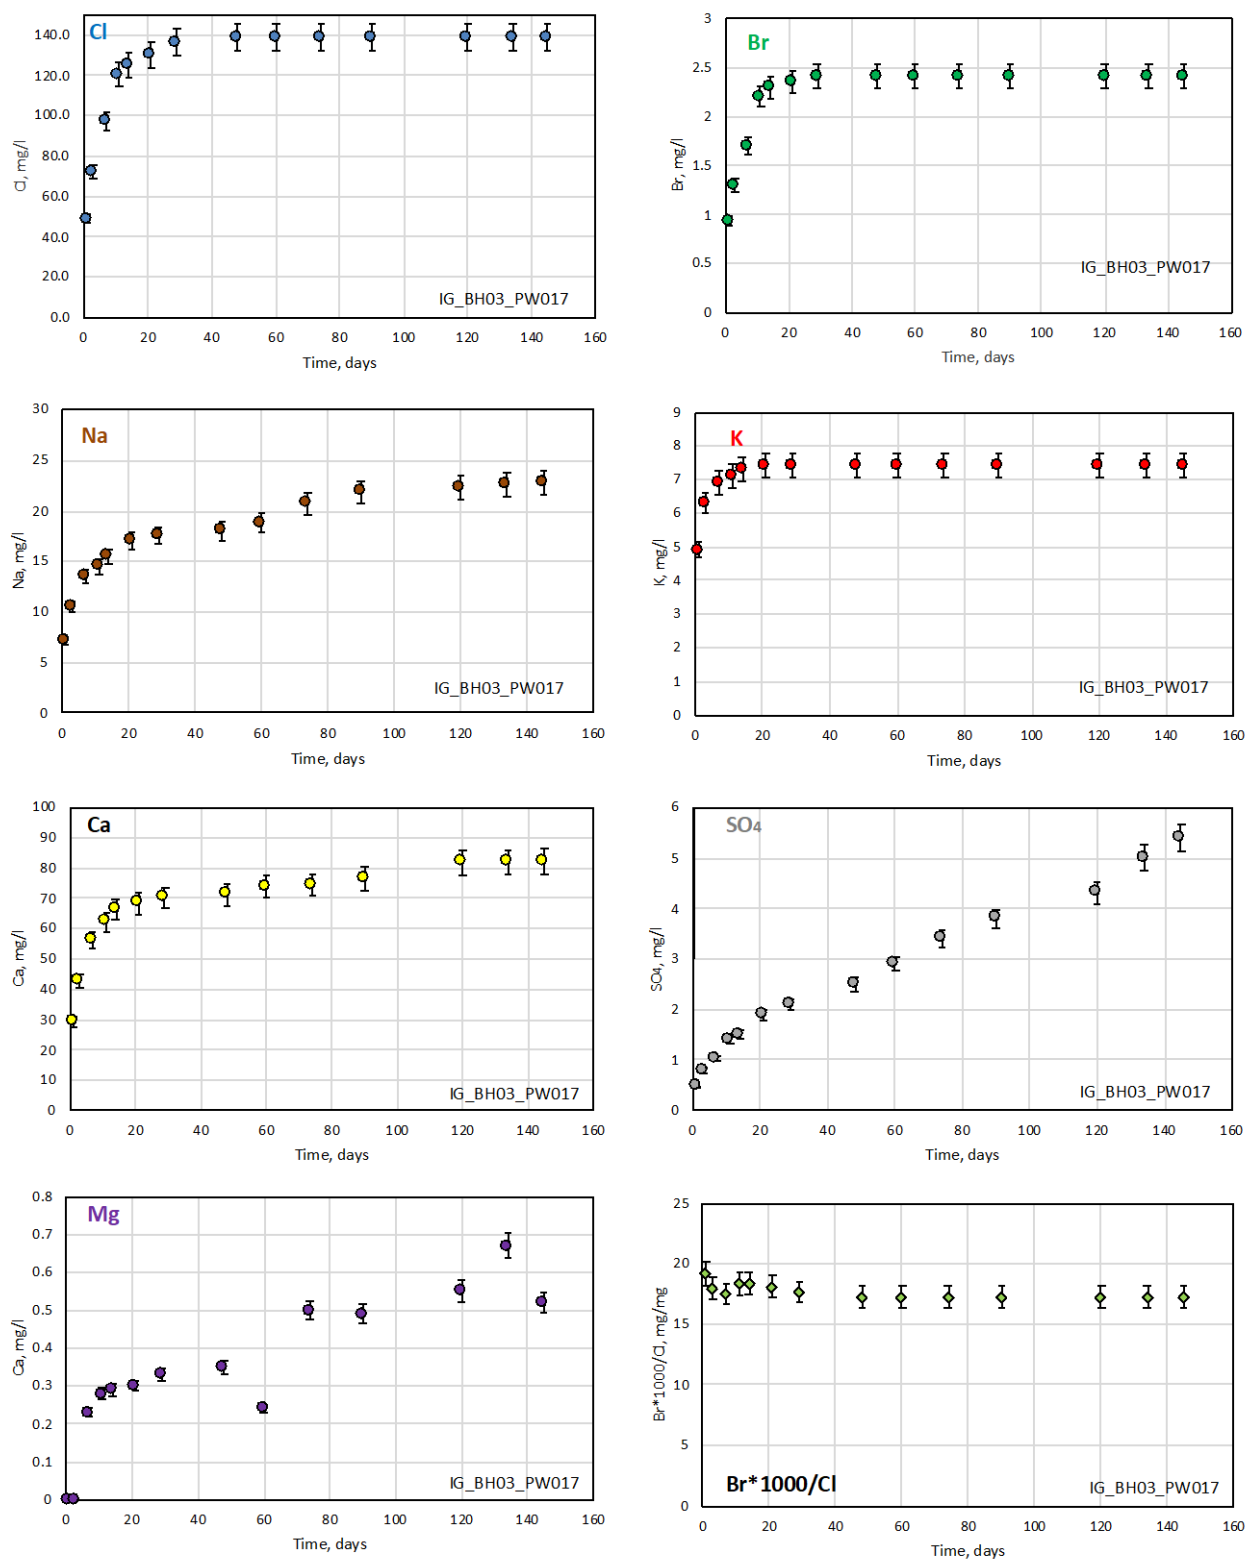 Cl
140.0
120.0
100.0
80.0
60.0
40.0
20.0
0.0
Cl, mg/l
0 20 40 60 80 100 120 140 160
Time, days
IG_BH03_PW017
Br
3
2.5
2
1.5
1
0.5
0
Br, mg/l
0 20 40 60 80 100 120 140 160
Time, days
IG_BH03_PW017
Na
30
25
20
15
10
5
0
Na, mg/l
0 20 40 60 80 100 120 140 160
Time, days
IG_BH03_PW017
K
9
8
7
6
5
4
3
2
1
0
K, mg/l
0 20 40 60 80 100 120 140 160
Time, days
IG_BH03_PW017
Ca
100
90
80
70
60
50
40
30
20
10
0
Ca, mg/l
0 20 40 60 80 100 120 140 160
Time, days
IG_BH03_PW017
SO₄
6
5
4
3
2
1
0
SO₄, mg/l
0 20 40 60 80 100 120 140 160
Time, days
IG_BH03_PW017
Mg
0.8
0.7
0.6
0.5
0.4
0.3
0.2
0.1
0
Ca, mg/l
0 20 40 60 80 100 120 140 160
Time, days
IG_BH03_PW017
25
20
15
10
5
0
Br*1000/Cl, mg/mg
Br*1000/Cl
IG_BH03_PW017
0 20 40 60 80 100 120 140 160
Time, days